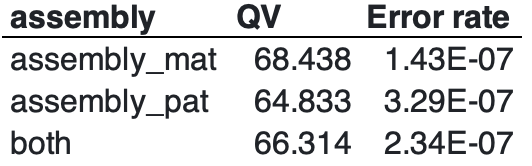 assembly QV Error rate
assembly_mat 68.438 1.43E-07
assembly_pat 64.833 3.29E-07
both 66.314 2.34E-07